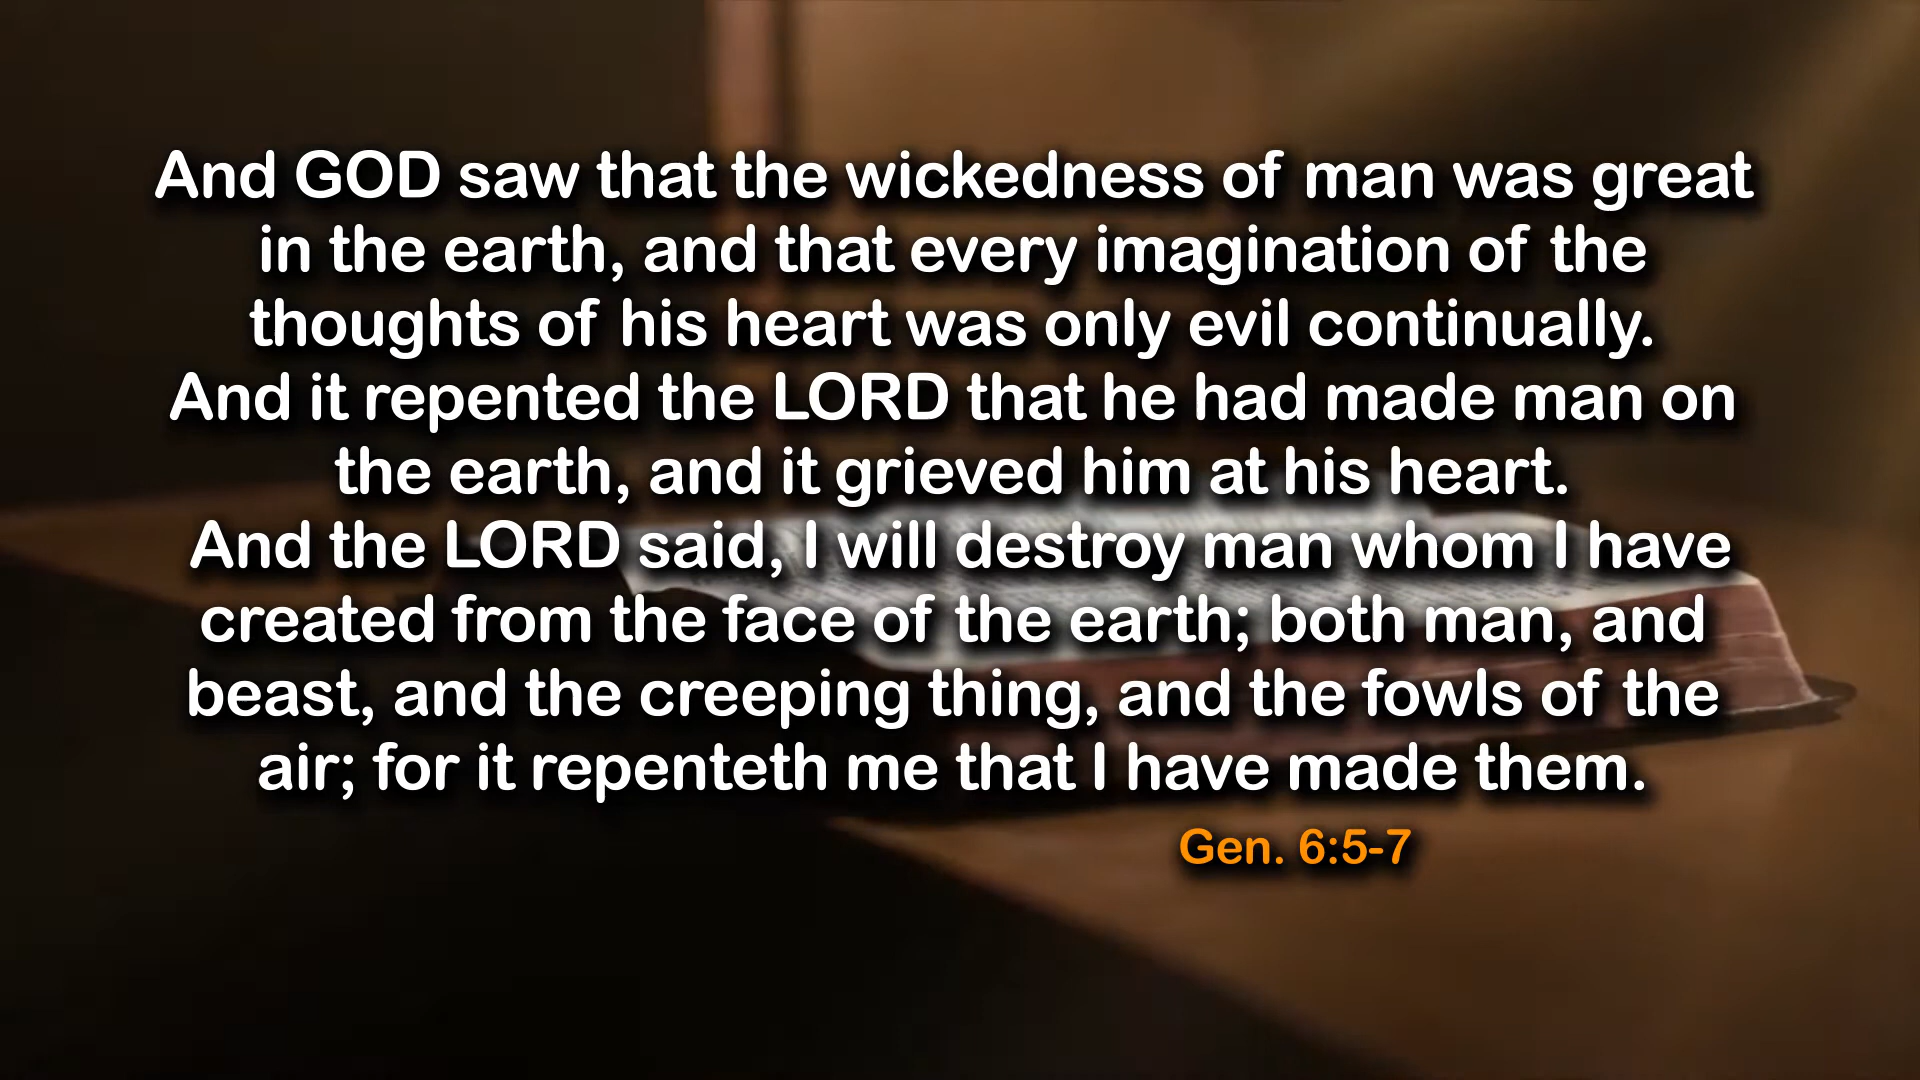 And GOD saw that the wickedness of man was great
in the earth, and that every imagination of the
thoughts of his heart was only evil continually.
And it repented the LORD that he had made man on
the earth, and it grieved him at his heart.
And the LORD said, I will destroy man whom I have
created from the face of the earth; both man, and
beast, and the creeping thing, and the fowls of the
air; for it repenteth me that I have made them.
Gen. 6:5-7